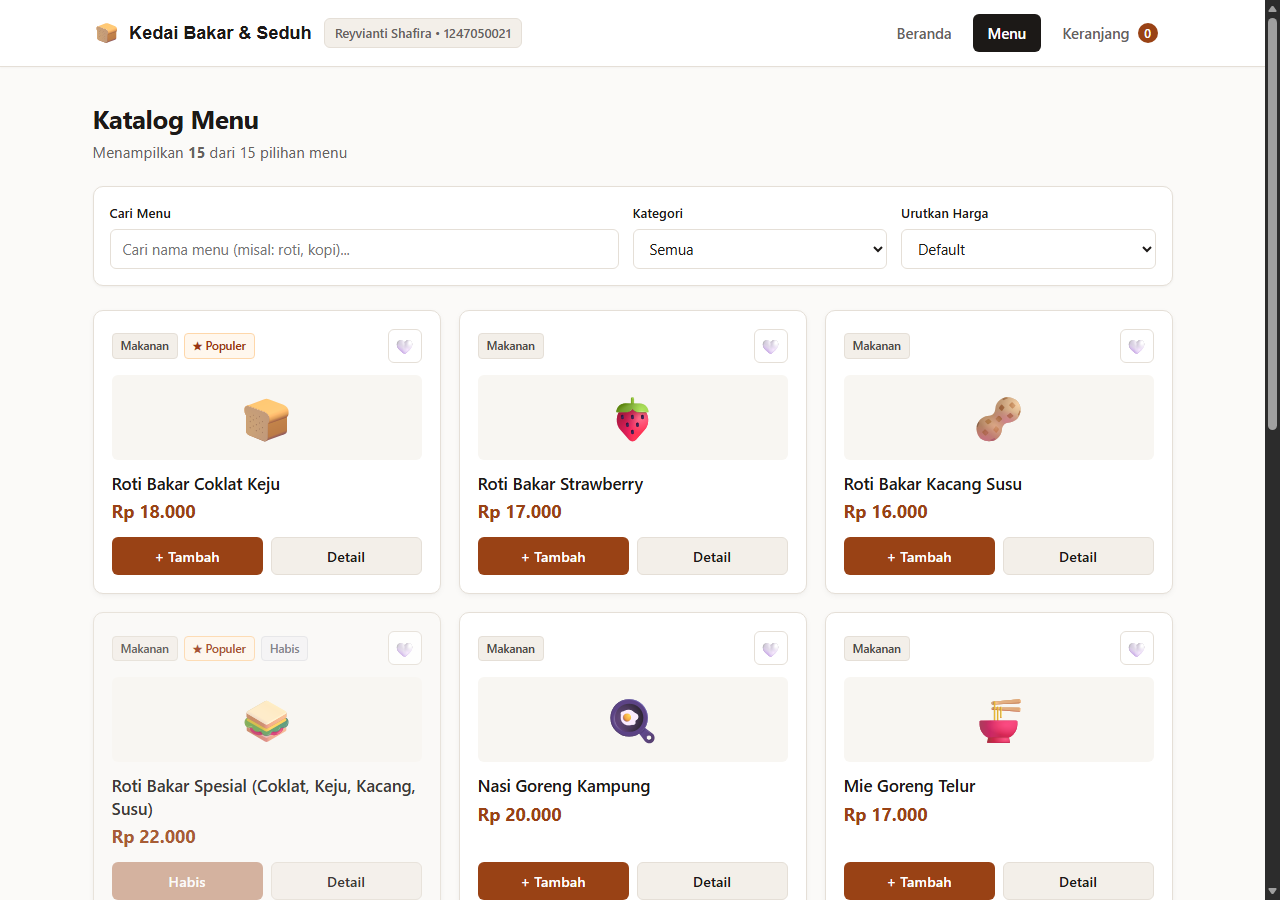 Kedai Bakar & Seduh
Reyvianti Shafira • 1247050021
Beranda
Menu
Keranjang 0
Katalog Menu
Menampilkan 15 dari 15 pilihan menu
Cari Menu
Kategori
Urutkan Harga
Cari nama menu (misal: roti, kopi)...
Semua
Default
Makanan
★ Populer
Roti Bakar Coklat Keju
Rp 18.000
+ Tambah
Detail
Makanan
Roti Bakar Strawberry
Rp 17.000
+ Tambah
Detail
Makanan
Roti Bakar Kacang Susu
Rp 16.000
+ Tambah
Detail
Makanan
★ Populer
Habis
Roti Bakar Spesial (Coklat, Keju, Kacang,
Susu)
Rp 22.000
Habis
Detail
Makanan
Nasi Goreng Kampung
Rp 20.000
+ Tambah
Detail
Makanan
Mie Goreng Telur
Rp 17.000
+ Tambah
Detail